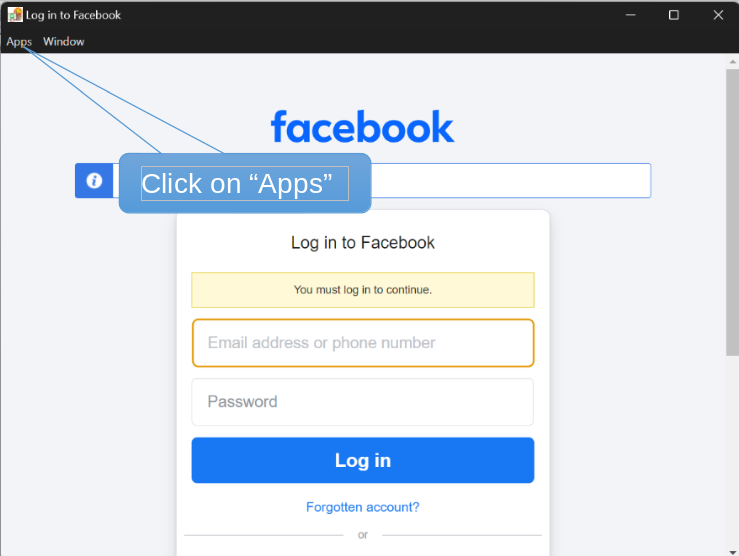 Log in to Facebook
Apps Window
facebook
Click on “Apps”
Log in to Facebook
You must log in to continue.
Email address or phone number
Password
Log in
Forgotten account?
or